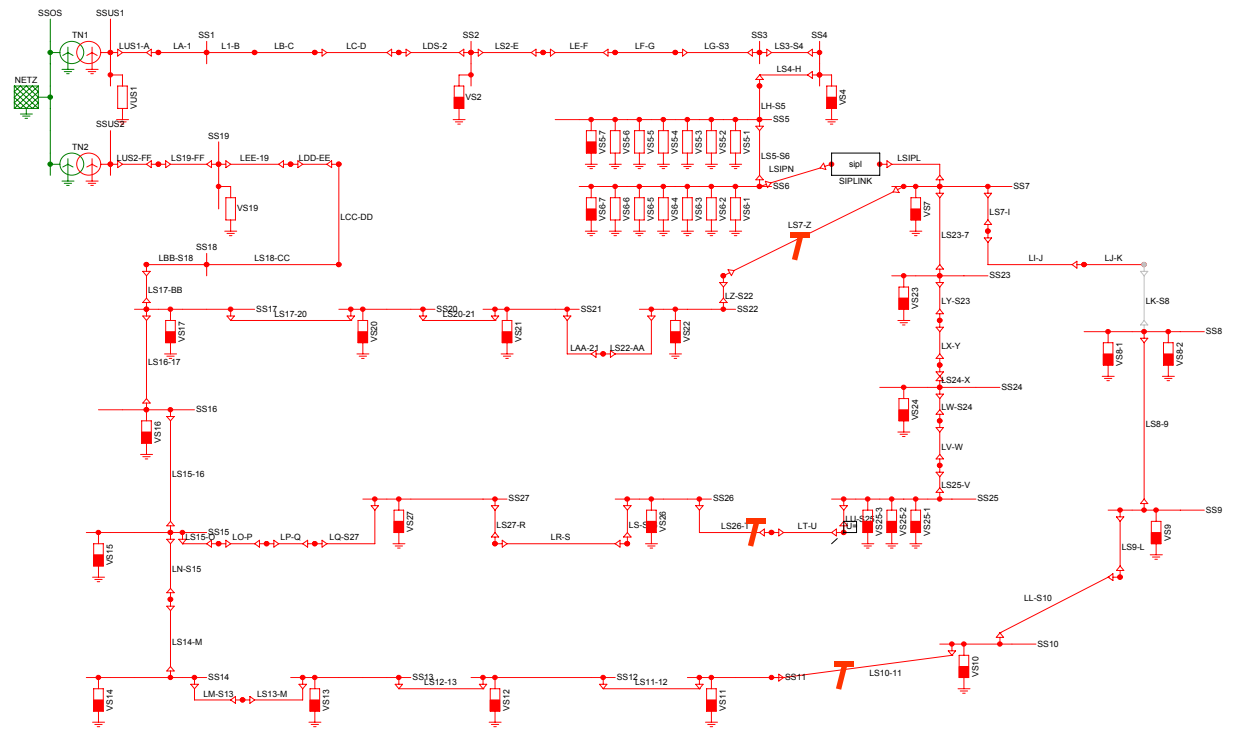 SSOS
SSUS1
TN1
LUS1-A
LA-1
SS1
L1-B
LB-C
LC-D
LDS-2
SS2
LS2-E
LE-F
LF-G
LG-S3
SS3
LS3-S4
SS4
NETZ
VUS1
VS2
LS4-H
VS4
LH-S5
SS5
SSUS2
TN2
LUS2-FF
LS19-FF
SS19
LEE-19
LDD-EE
VS5-7
VS5-6
VS5-5
VS5-4
VS5-3
VS5-2
VS5-1
LS5-S6
LSIPN
sipl
SIPLINK
LSIPL
SS6
SS7
VS19
LCC-DD
VS6-7
VS6-6
VS6-5
VS6-4
VS6-3
VS6-2
VS6-1
VS7
LS7-Z
LS7-I
LS23-7
SS18
LBB-S18
LS18-CC
LI-J
LJ-K
SS23
LS17-BB
LZ-S22
VS23
LY-S23
LK-S8
SS17
LS17-20
SS20
LS20-21
SS21
SS22
VS17
VS20
VS21
VS22
SS8
LX-Y
LAA-21
LS22-AA
VS8-1
VS8-2
LS16-17
LS24-X
SS24
SS16
VS16
VS24
LW-S24
LS8-9
LV-W
LS15-16
LS25-V
SS27
SS26
SS25
VS27
LS27-R
LS-S
VS26
LS26-T
LT-U
LU-S25
U*
VS25-3
VS25-2
VS25-1
SS9
VS9
SS15
LS15-O
LO-P
LP-Q
LQ-S27
LR-S
VS15
LN-S15
LS9-L
LL-S10
LS14-M
SS10
VS10
SS14
LM-S13
LS13-M
SS13
LS12-13
SS12
LS11-12
SS11
LS10-11
VS14
VS13
VS12
VS11